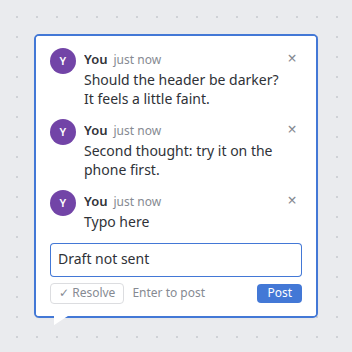 Y You just now ×
Should the header be darker?
It feels a little faint.
Y You just now ×
Second thought: try it on the
phone first.
Y You just now ×
Typo here
Draft not sent
✓ Resolve Enter to post Post